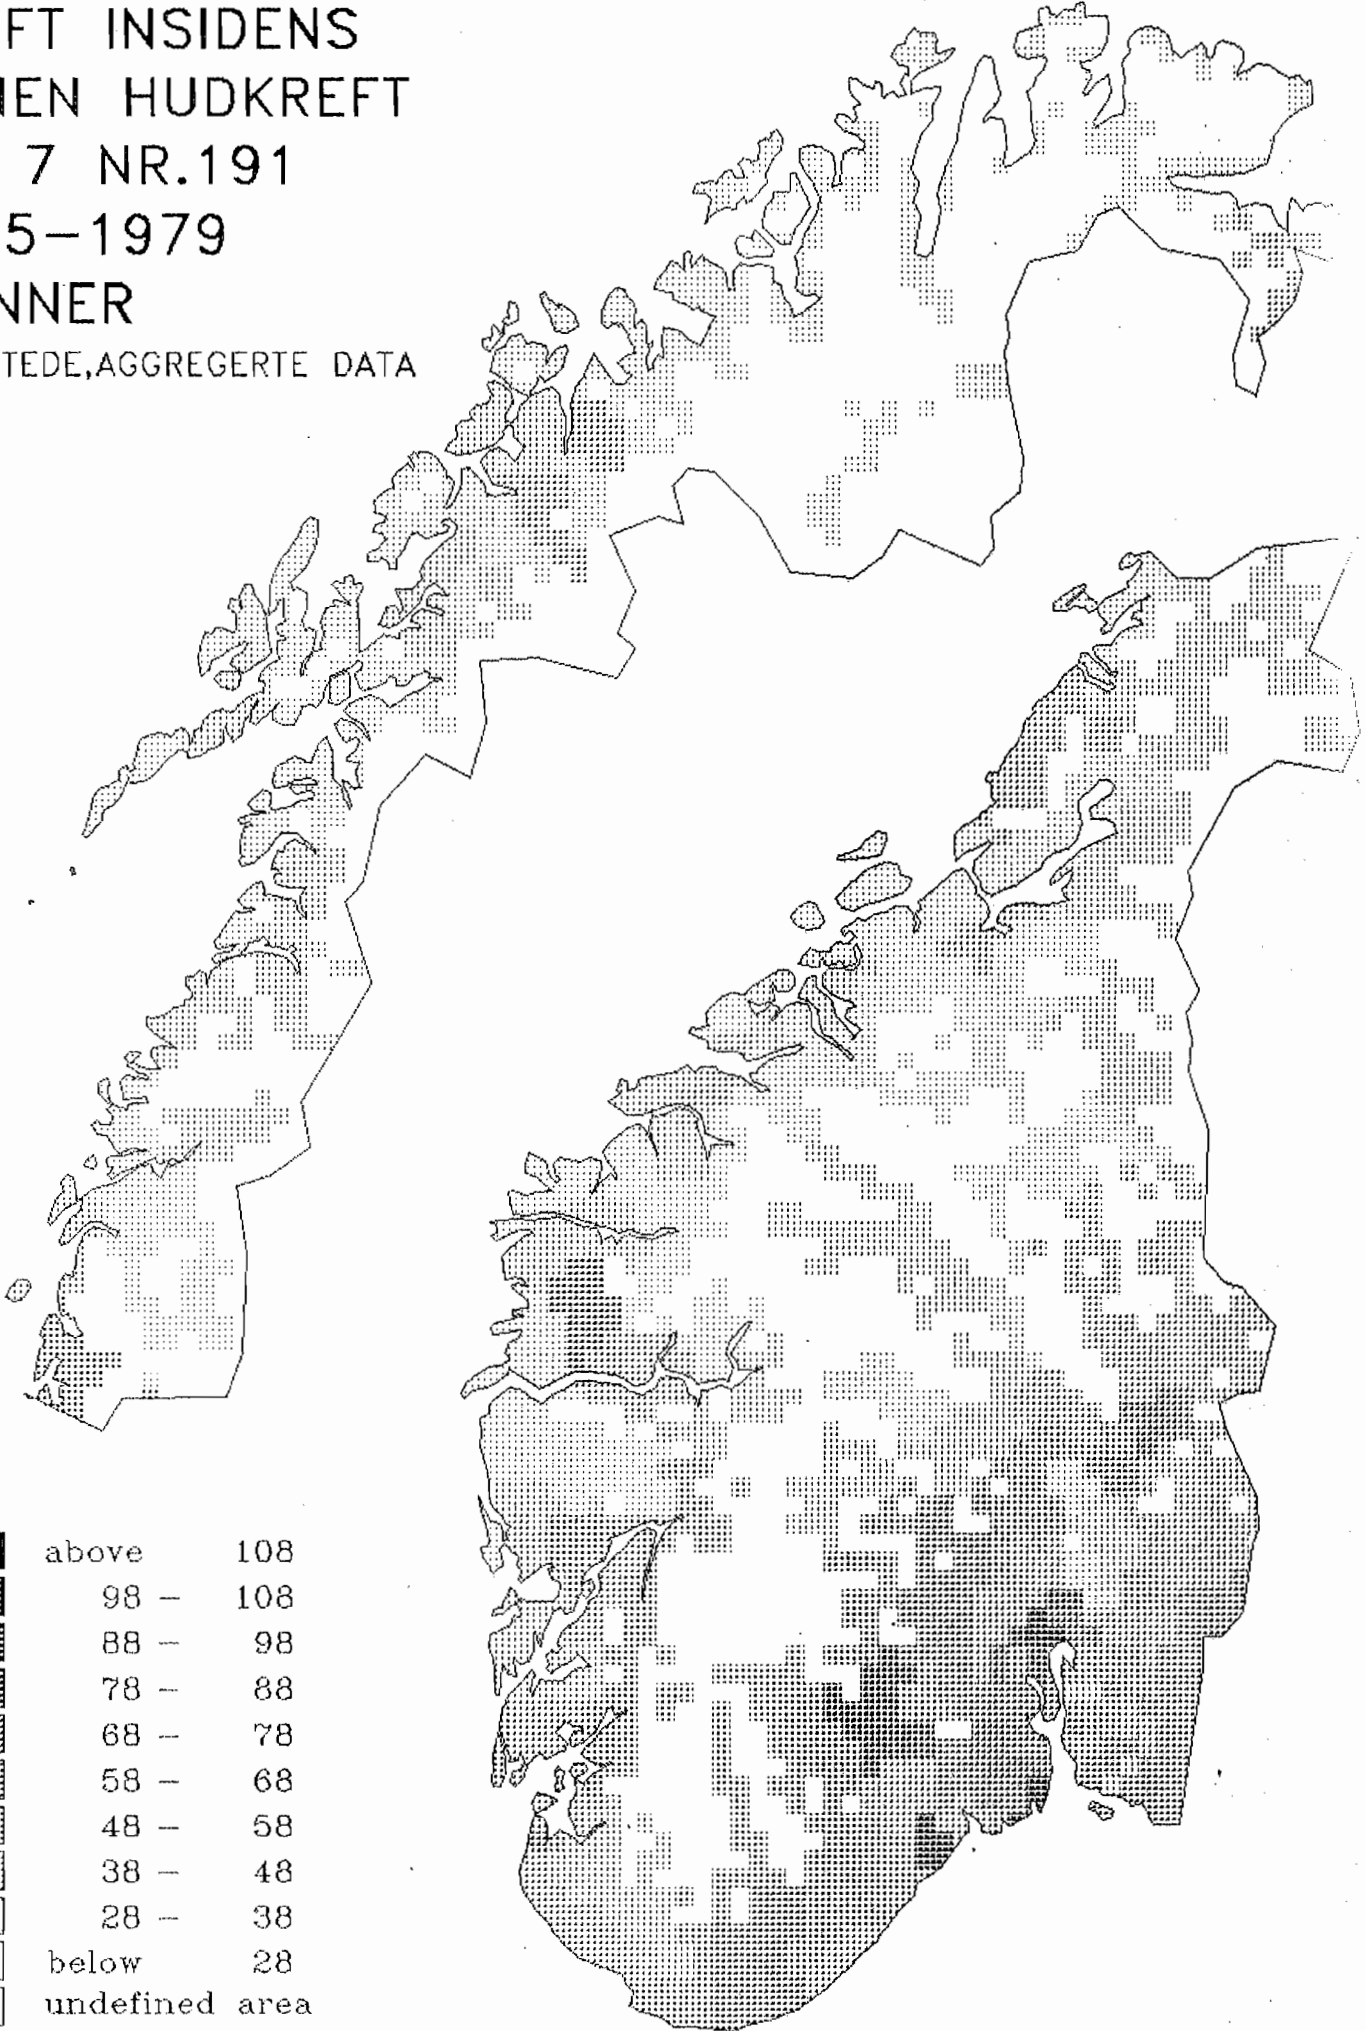 FT INSIDENS
EN HUDKREFT
7 NR.191
5-1979
NNER
TEDE,AGGREGERTE DATA
above 108
98 - 108
88 - 98
78 - 88
68 - 78
58 - 68
48 - 58
38 - 48
28 - 38
below 28
undefined area